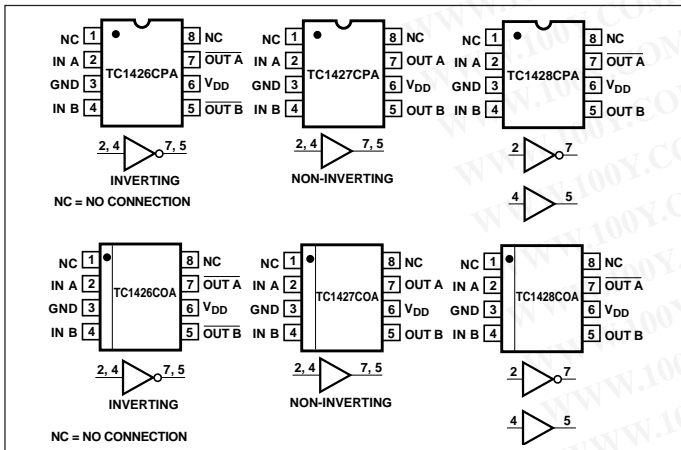 NC 1 8 NC
IN A 2 7 OUT A
GND 3 6 VDD
IN B 4 5 OUT B
TC1426CPA
2, 4 7, 5
INVERTING
NC = NO CONNECTION
NC 1 8 NC
IN A 2 7 OUT A
GND 3 6 VDD
IN B 4 5 OUT B
TC1427CPA
2, 4 7, 5
NON-INVERTING
NC 1 8 NC
IN A 2 7 OUT A
GND 3 6 VDD
IN B 4 5 OUT B
TC1428CPA
2 7
4 5
NC 1 8 NC
IN A 2 7 OUT A
GND 3 6 VDD
IN B 4 5 OUT B
TC1426COA
2, 4 7, 5
INVERTING
NC = NO CONNECTION
NC 1 8 NC
IN A 2 7 OUT A
GND 3 6 VDD
IN B 4 5 OUT B
TC1427COA
2, 4 7, 5
NON-INVERTING
NC 1 8 NC
IN A 2 7 OUT A
GND 3 6 VDD
IN B 4 5 OUT B
TC1428COA
2 7
4 5